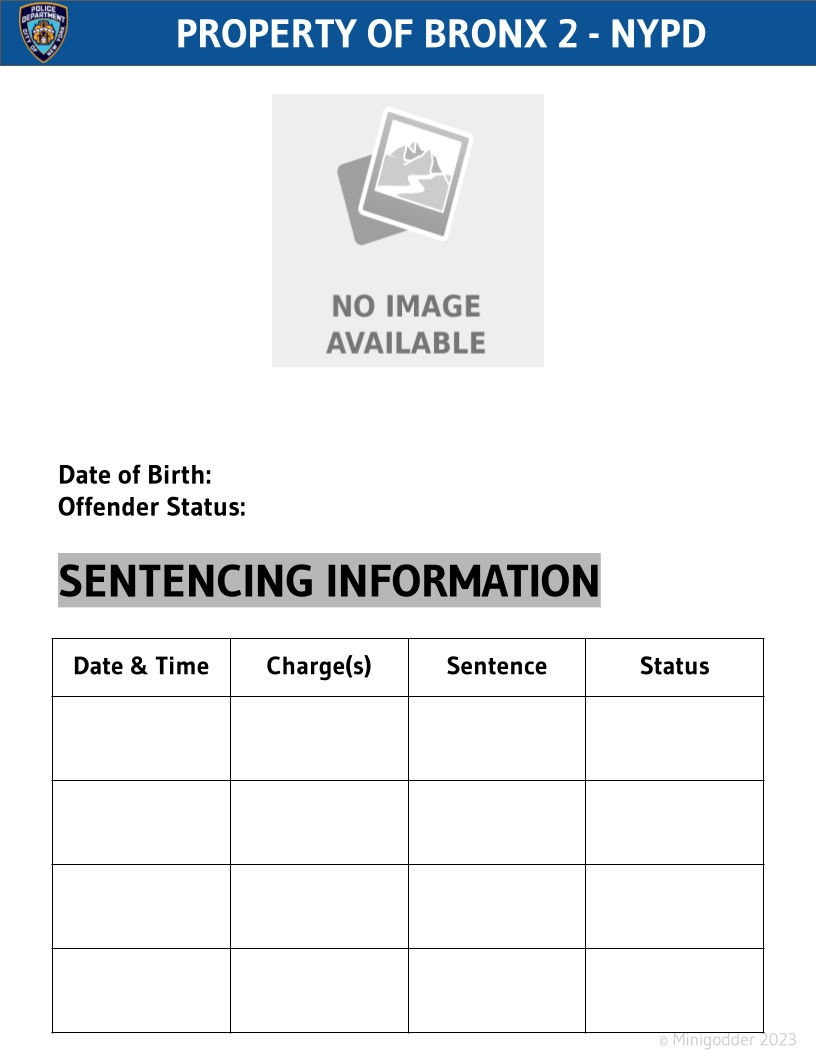 POLICE
DEPARTMENT
CITY OF NEW YORK
PROPERTY OF BRONX 2 - NYPD
NO IMAGE
AVAILABLE
Date of Birth:
Offender Status:
SENTENCING INFORMATION
Date & Time Charge(s) Sentence Status
© Minigodder 2023